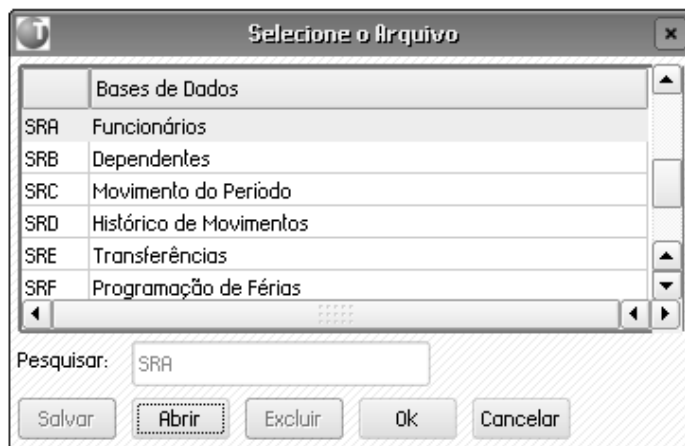 Selecione o Arquivo
Bases de Dados
SRA Funcionários
SRB Dependentes
SRC Movimento do Período
SRD Histórico de Movimentos
SRE Transferências
SRF Programação de Férias
Pesquisar: SRA
Salvar Abrir Excluir Ok Cancelar